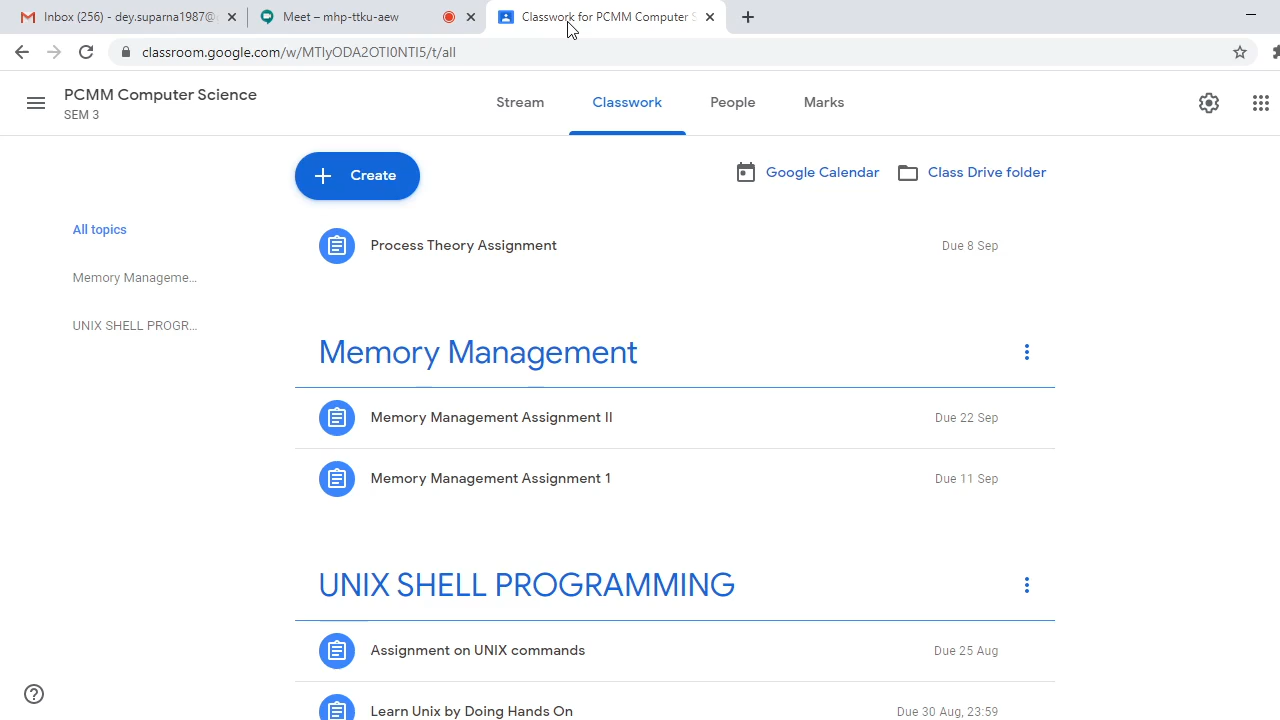 Inbox (256) - dey.suparna1987@
Meet – mhp-ttku-aew
Classwork for PCMM Computer S
classroom.google.com/w/MTIyODA2OTI0NTI5/t/all
PCMM Computer Science
SEM 3
Stream
Classwork
People
Marks
Create
Google Calendar
Class Drive folder
All topics
Memory Manageme...
UNIX SHELL PROGR...
Process Theory Assignment
Due 8 Sep
Memory Management
Memory Management Assignment II
Due 22 Sep
Memory Management Assignment 1
Due 11 Sep
UNIX SHELL PROGRAMMING
Assignment on UNIX commands
Due 25 Aug
Learn Unix by Doing Hands On
Due 30 Aug, 23:59